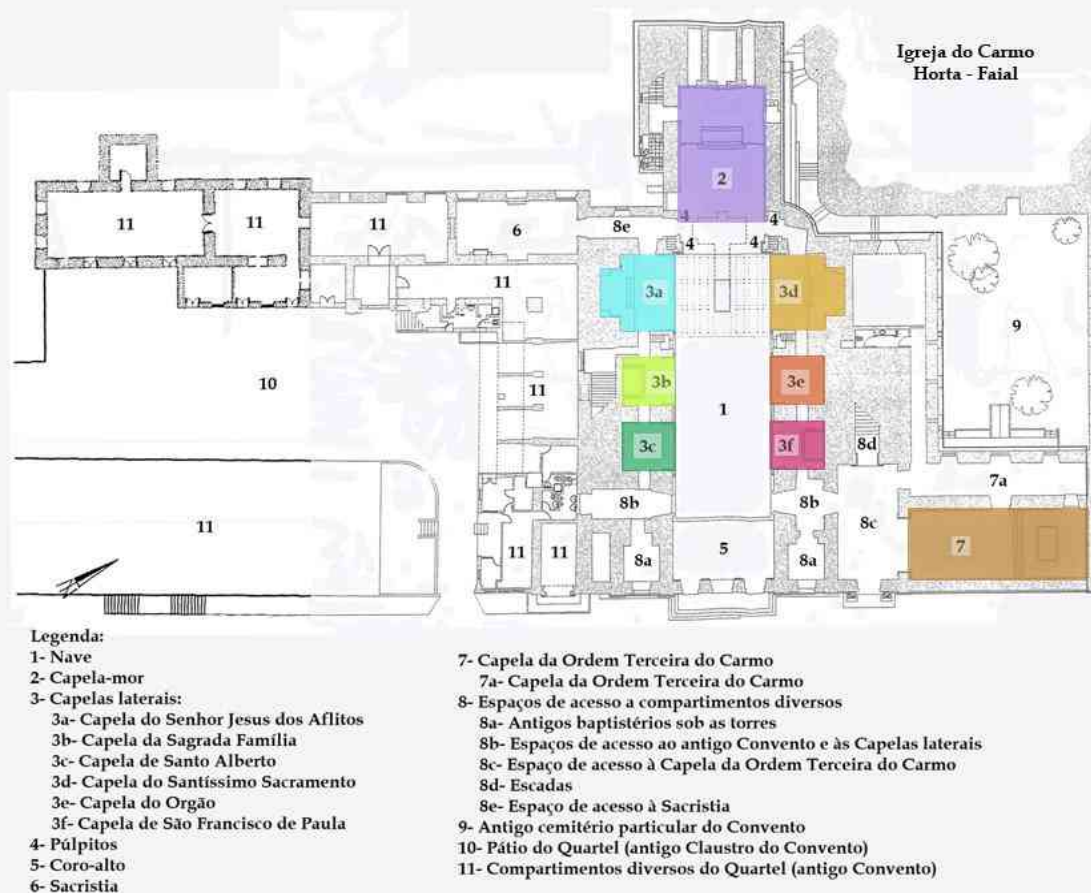 Igreja do Carmo
Horta - Faial
2
11
11
11
6
8e
4
4
4
4
11
3a
3d
9
10
11
3b
3e
1
3c
3f
8d
7a
11
8b
8b
8c
7
11
11
8a
5
8a
Legenda:
1- Nave
2- Capela-mor
3- Capelas laterais:
3a- Capela do Senhor Jesus dos Aflitos
3b- Capela da Sagrada Família
3c- Capela de Santo Alberto
3d- Capela do Santíssimo Sacramento
3e- Capela do Orgão
3f- Capela de São Francisco de Paula
4- Púlpitos
5- Coro-alto
6- Sacristia
7- Capela da Ordem Terceira do Carmo
7a- Capela da Ordem Terceira do Carmo
8- Espaços de acesso a compartimentos diversos
8a- Antigos baptistérios sob as torres
8b- Espaços de acesso ao antigo Convento e às Capelas laterais
8c- Espaço de acesso à Capela da Ordem Terceira do Carmo
8d- Escadas
8e- Espaço de acesso à Sacristia
9- Antigo cemitério particular do Convento
10- Pátio do Quartel (antigo Claustro do Convento)
11- Compartimentos diversos do Quartel (antigo Convento)